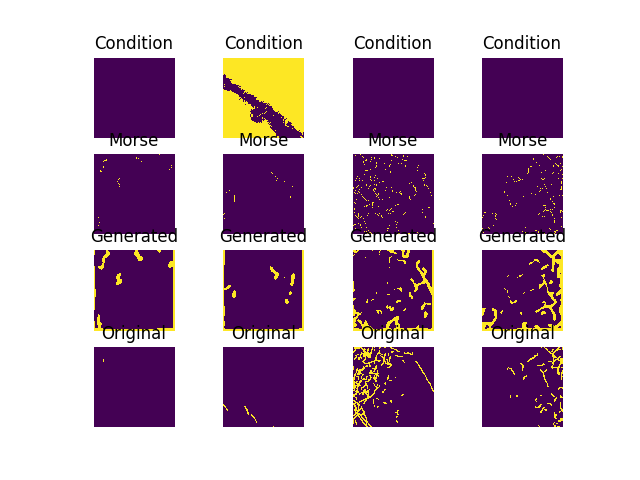 Condition Condition Condition Condition
Morse Morse Morse Morse
Generated Generated Generated Generated
Original Original Original Original